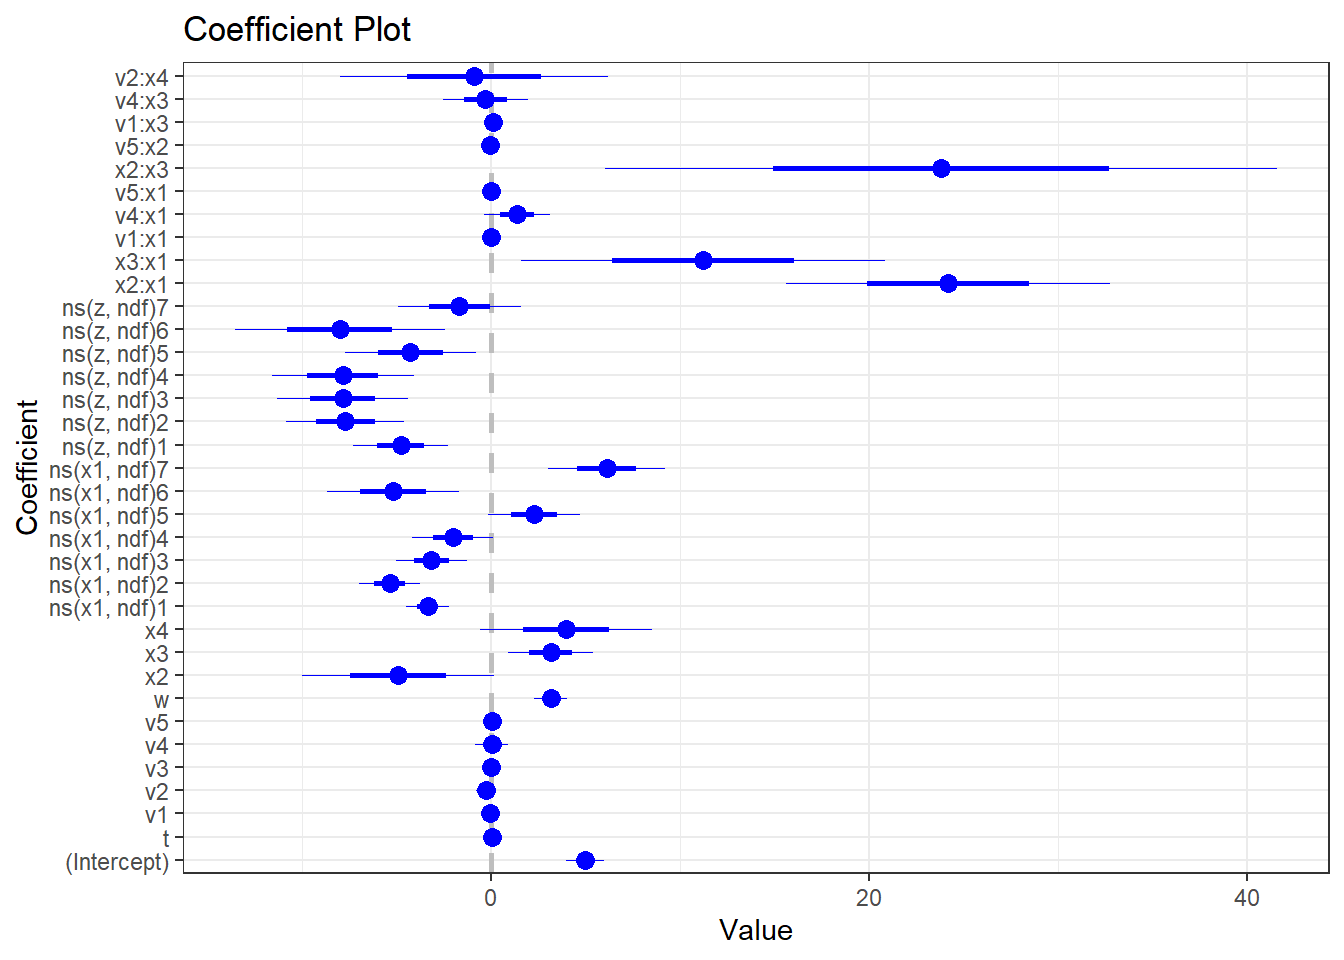 Coefficient Plot
v2:x4
v4:x3
v1:x3
v5:x2
x2:x3
v5:x1
v4:x1
v1:x1
x3:x1
x2:x1
ns(z, ndf)7
ns(z, ndf)6
ns(z, ndf)5
ns(z, ndf)4
ns(z, ndf)3
ns(z, ndf)2
ns(z, ndf)1
ns(x1, ndf)7
ns(x1, ndf)6
ns(x1, ndf)5
ns(x1, ndf)4
ns(x1, ndf)3
ns(x1, ndf)2
ns(x1, ndf)1
x4
x3
x2
w
v5
v4
v3
v2
v1
t
(Intercept)
Coefficient
0 20 40
Value